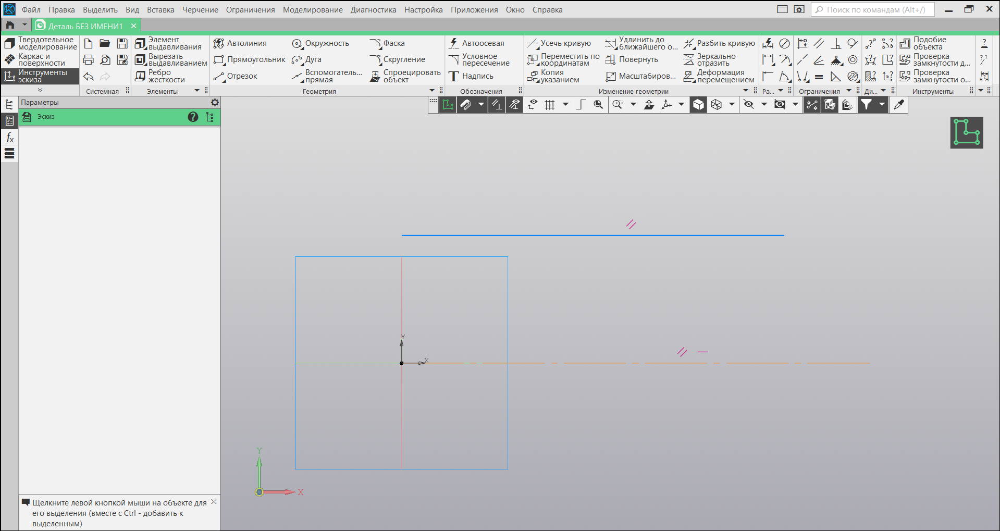 Файл Правка Выделить Вид Вставка Черчение Ограничения Моделирование Диагностика Настройка Приложения Окно Справка
Поиск по командам (Alt+/)
Деталь БЕЗ ИМЕНИ1
Твердотельное
моделирование
Каркас и
поверхности
Инструменты
эскиза
Системная
Элемент
выдавливания
Вырезать
выдавливанием
Ребро
жесткости
Элементы
Автолиния
Окружность
Фаска
Прямоугольник
Дуга
Скругление
Отрезок
Вспомогатель...
прямая
Спроецировать
объект
Геометрия
Автоосевая
Условное
пересечение
Надпись
Обозначения
Усечь кривую
Удлинить до
ближайшего о...
Разбить кривую
Переместить по
координатам
Повернуть
Зеркально
отразить
Копия
указанием
Масштабиров...
Деформация
перемещением
Изменение геометрии
Ра...
Ограничения
Ди...
Подобие
объекта
Проверка
замкнутости д...
Проверка
замкнутости о...
Инструменты
Параметры
Эскиз
Y
X
Y
X
Щелкните левой кнопкой мыши на объекте для
его выделения (вместе с Ctrl - добавить к
выделенным)